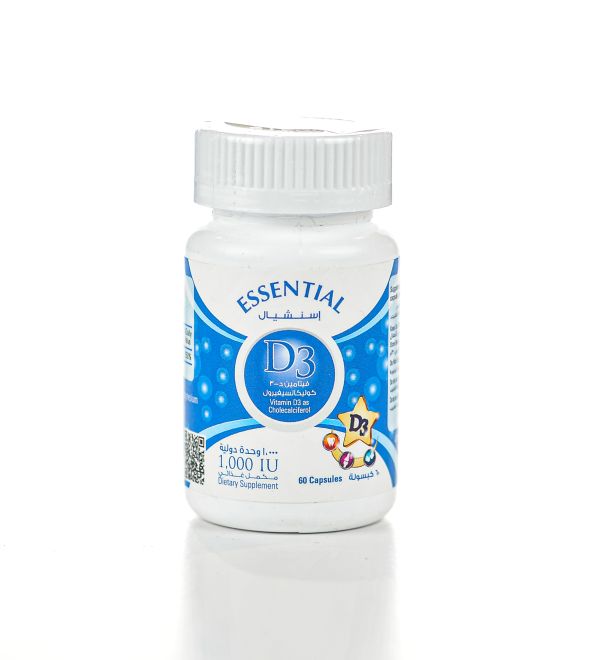 ESSENTIAL
إسنشيال
D3
فيتامين د-٣
كوليكالسيفيرول
Vitamin D3 as
Cholecalciferol
D3
١,٠٠٠ وحدة دولية
1,000 IU
مكمل غذائي
Dietary Supplement
60 Capsules ٦٠ كبسولة